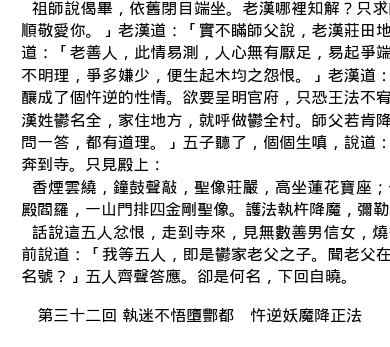 祖師說偈畢，依舊閉目端坐。老漢哪裡知解？只求
順敬愛你。」老漢道：「實不瞞師父說，老漢莊田地
道：「老善人，此情易測，人心無有厭足，易起爭端
不明理，爭多嫌少，便生起木均之怨恨。」老漢道：
釀成了個忤逆的性情。欲要呈明官府，只恐王法不宥
漢姓鬱名全，家住地方，就呼做鬱全村。師父若肯降
問一答，都有道理。」五子聽了，個個生嗔，說道：
奔到寺。只見殿上：
香煙雲繞，鐘鼓聲敲，聖像莊嚴，高坐蓮花寶座；
殿閻羅，一山門排四金剛聖像。護法執杵降魔，彌勒
話說這五人忿恨，走到寺來，見無數善男信女，燒
前說道：「我等五人，即是鬱家老父之子。聞老父在
名號？」五人齊聲答應。卻是何名，下回自曉。
第三十二回 執迷不悟墮酆都　忤逆妖魔降正法